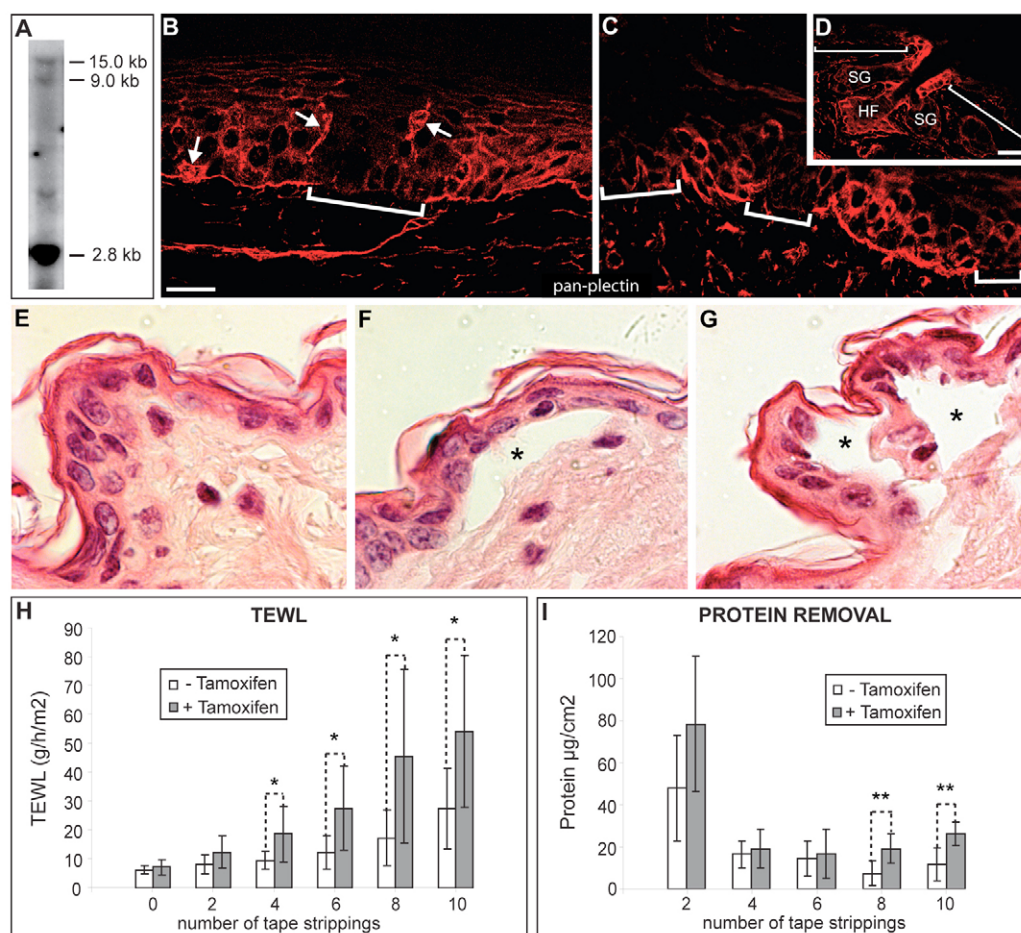 A
15.0 kb
9.0 kb
2.8 kb
B
C
D
SG
HF
SG
pan-plectin
E
F
*
G
*
*
H
TEWL
TEWL (g/h/m2)
90
80
70
60
50
40
30
20
10
0
- Tamoxifen
+ Tamoxifen
*
*
*
*
0 2 4 6 8 10
number of tape strippings
I
PROTEIN REMOVAL
Protein µg/cm2
120
100
80
60
40
20
0
- Tamoxifen
+ Tamoxifen
**
**
2 4 6 8 10
number of tape strippings